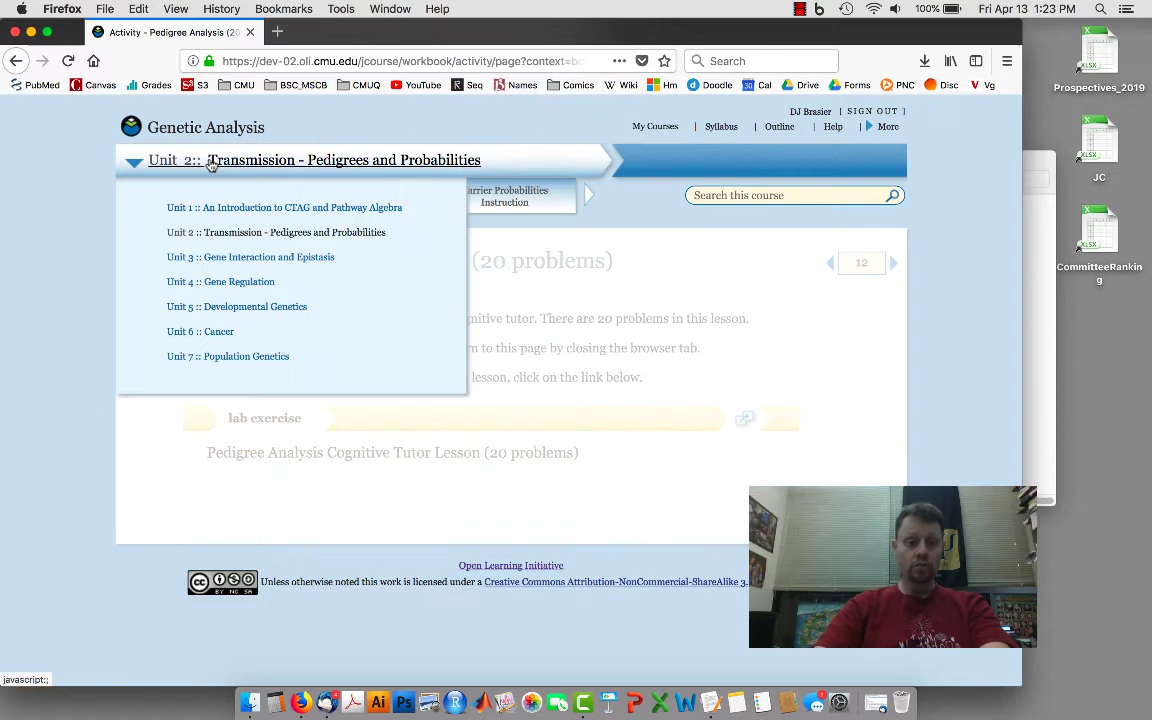 Firefox File Edit View History Bookmarks Tools Window Help 100% Fri Apr 13 1:23 PM
Activity - Pedigree Analysis (20
https://dev-02.oli.cmu.edu/jcourse/workbook/activity/page?context=bc
Search
PubMed Canvas Grades S3 CMU BSC_MSCB CMUQ YouTube Seq Names Comics Wiki Hm Doodle Cal Drive Forms PNC Disc Vg
Prospectives_2019
JC
CommitteeRankin
g
DJ Brasier [ SIGN OUT ]
Genetic Analysis
My Courses Syllabus Outline Help More
Unit 2:: Transmission - Pedigrees and Probabilities
arrier Probabilities
Instruction
Search this course
Unit 1 :: An Introduction to CTAG and Pathway Algebra
Unit 2 :: Transmission - Pedigrees and Probabilities
Unit 3 :: Gene Interaction and Epistasis
Unit 4 :: Gene Regulation
Unit 5 :: Developmental Genetics
Unit 6 :: Cancer
Unit 7 :: Population Genetics
(20 problems)
12
gnitive tutor. There are 20 problems in this lesson.
rn to this page by closing the browser tab.
lesson, click on the link below.
lab exercise
Pedigree Analysis Cognitive Tutor Lesson (20 problems)
Open Learning Initiative
Unless otherwise noted this work is licensed under a Creative Commons Attribution-NonCommercial-ShareAlike 3.
BY NC SA
javascript:;